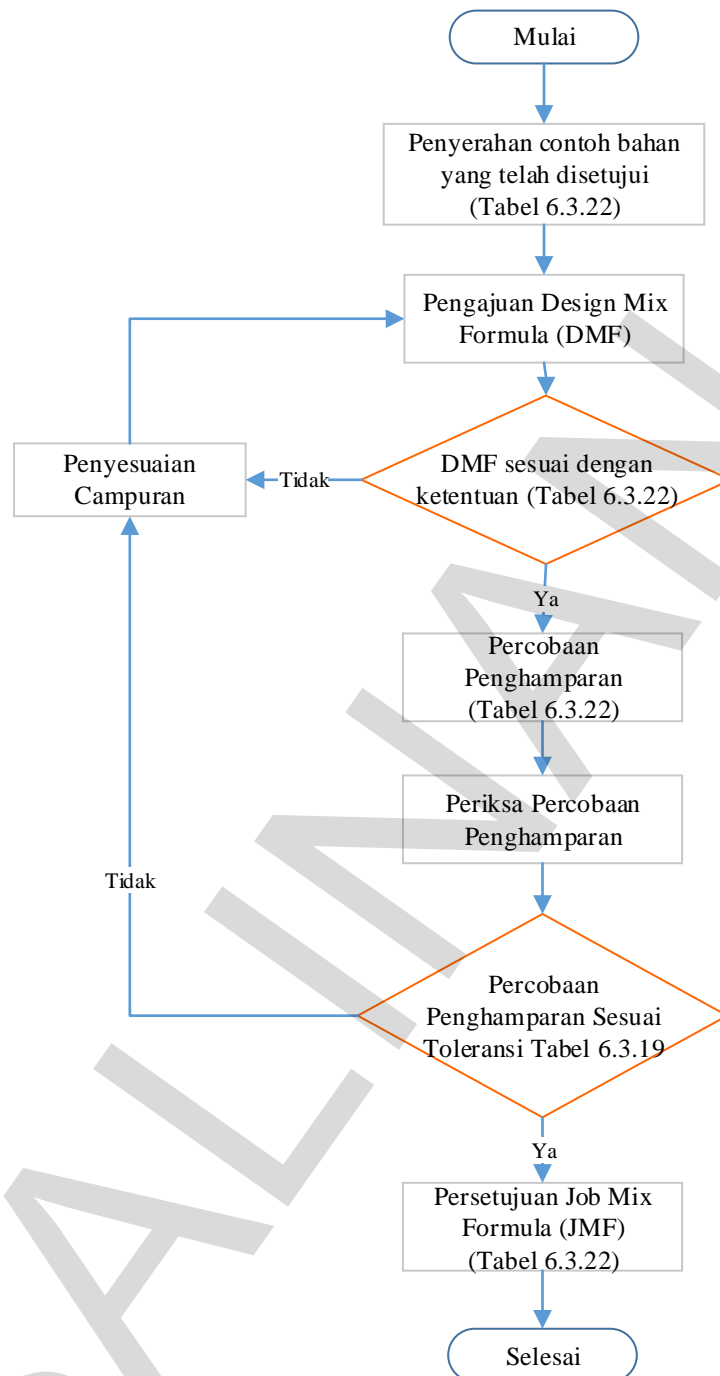 Mulai
Penyerahan contoh bahan
yang telah disetujui
(Tabel 6.3.22)
Pengajuan Design Mix
Formula (DMF)
Penyesuaian
Campuran
Tidak
DMF sesuai dengan
ketentuan (Tabel 6.3.22)
Ya
Percobaan
Penghamparan
(Tabel 6.3.22)
Periksa Percobaan
Penghamparan
Tidak
Percobaan
Penghamparan Sesuai
Toleransi Tabel 6.3.19
Ya
Persetujuan Job Mix
Formula (JMF)
(Tabel 6.3.22)
Selesai